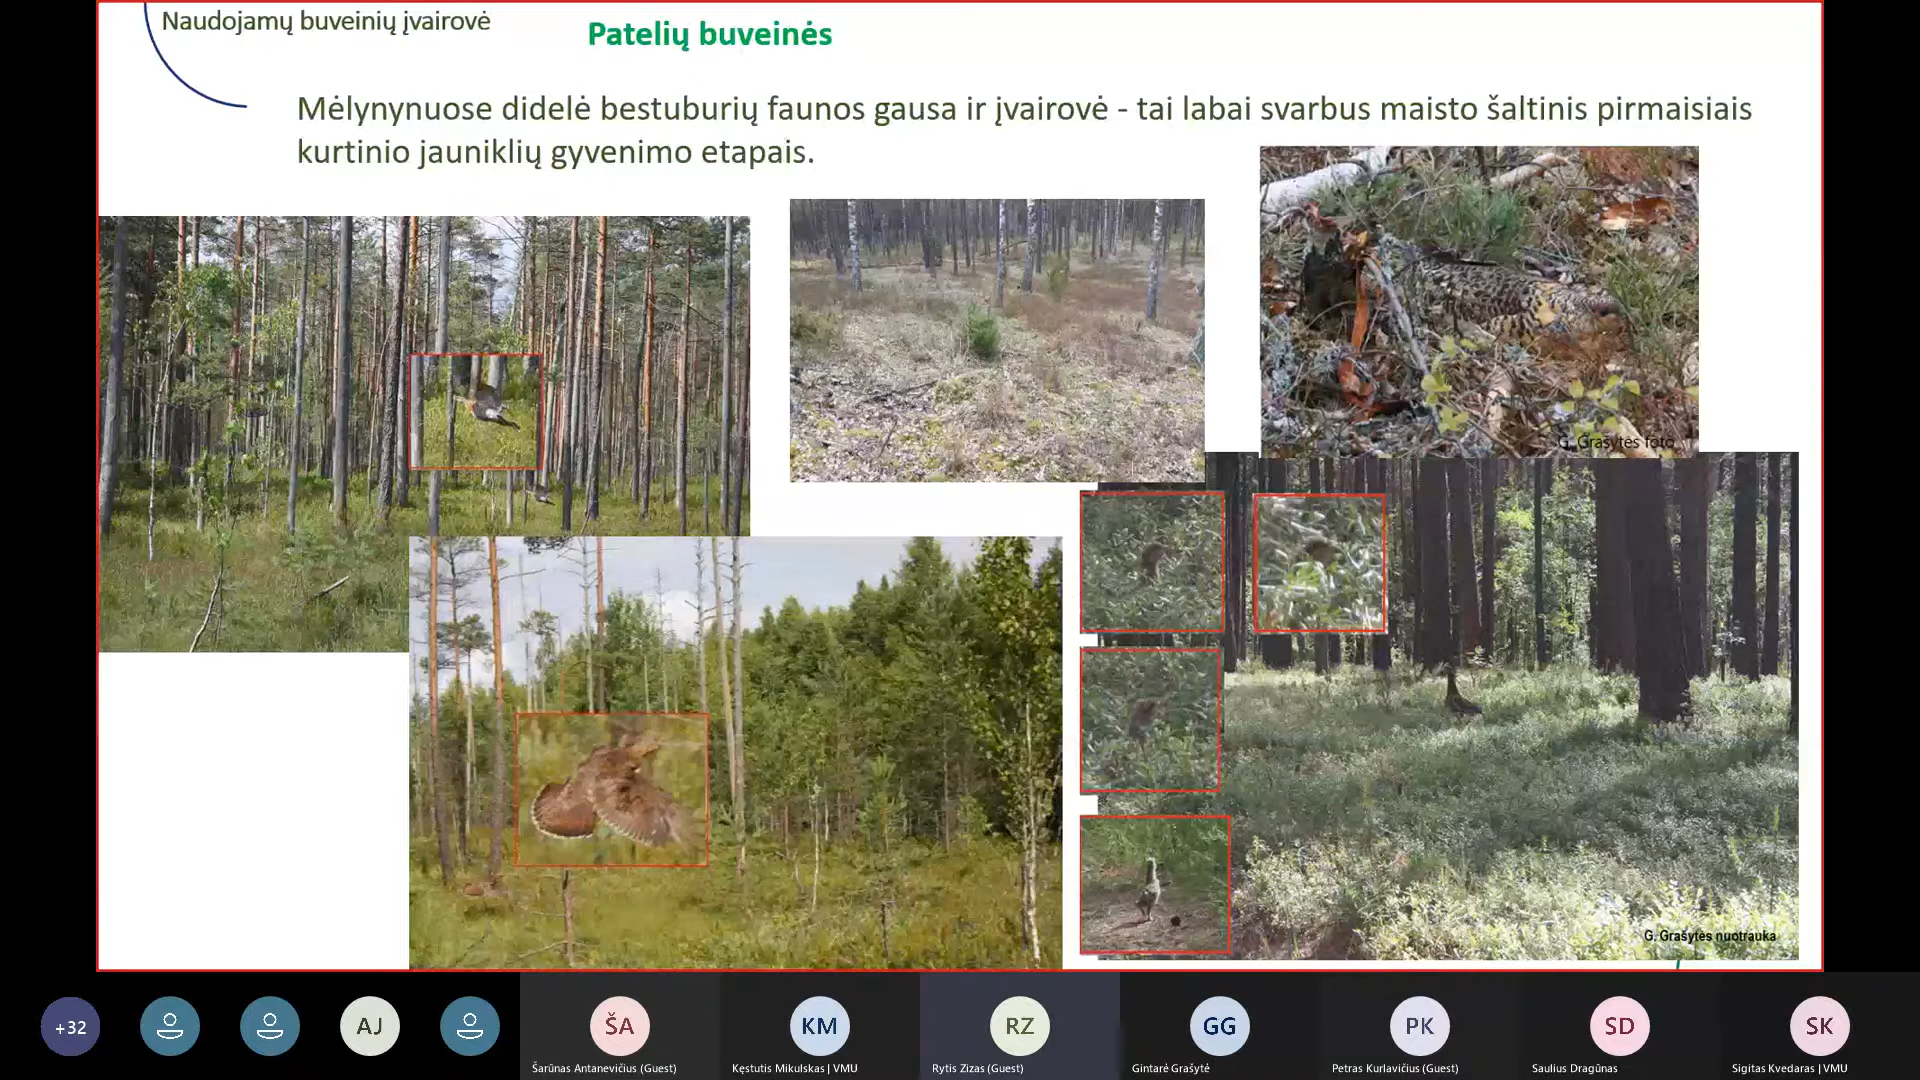 Naudojamų buveinių įvairovė
Patelių buveinės
Mėlynynuose didelė bestuburių faunos gausa ir įvairovė - tai labai svarbus maisto šaltinis pirmaisiais
kurtinio jauniklių gyvenimo etapais.
G. Grašytės foto
G. Grašytės nuotrauka
+32
AJ
ŠA
KM
RZ
GG
PK
SD
SK
Šarūnas Antanevičius (Guest)
Kęstutis Mikulskas | VMU
Rytis Zizas (Guest)
Gintarė Grašytė
Petras Kurlavičius (Guest)
Saulius Dragūnas
Sigitas Kvedaras | VMU